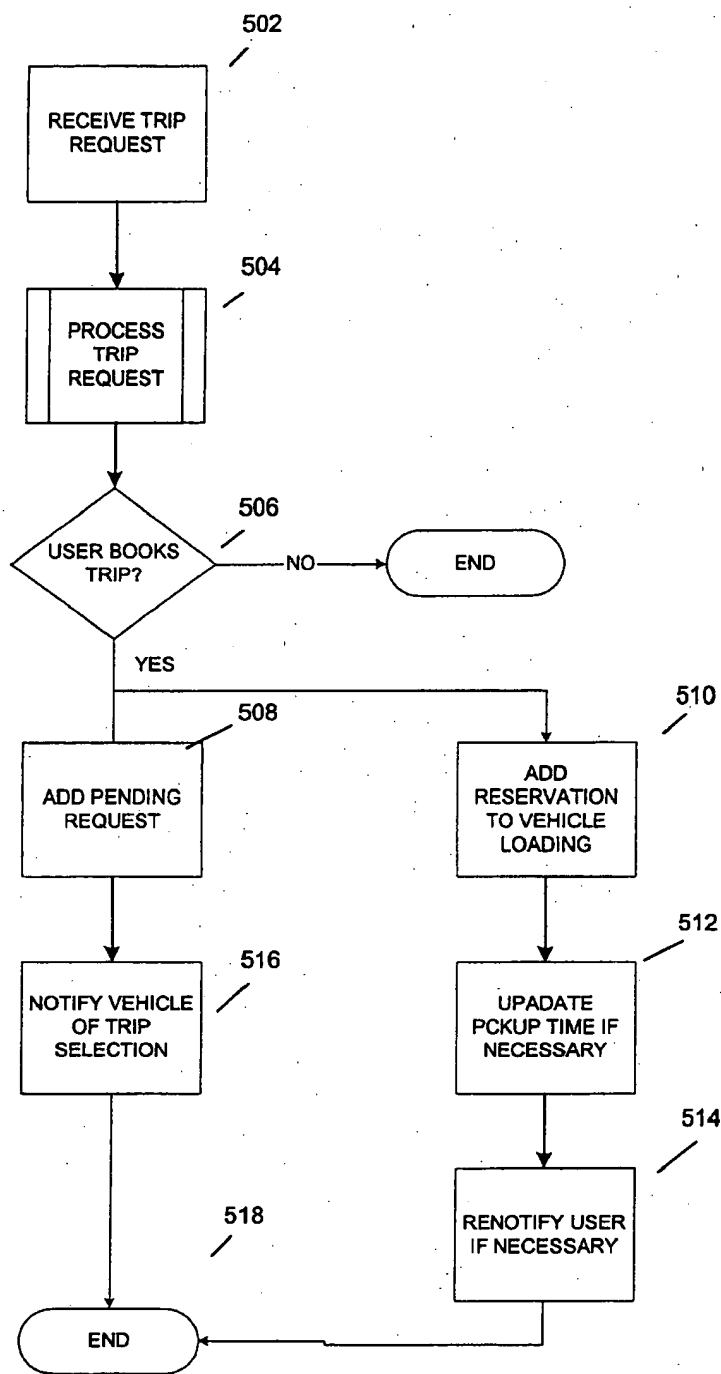 502
RECEIVE TRIP
REQUEST
504
PROCESS
TRIP
REQUEST
506
USER BOOKS
TRIP?
NO
END
YES
508
510
ADD PENDING
REQUEST
ADD
RESERVATION
TO VEHICLE
LOADING
516
512
NOTIFY VEHICLE
OF TRIP
SELECTION
UPADATE
PCKUP TIME IF
NECESSARY
514
RENOTIFY USER
IF NECESSARY
518
END